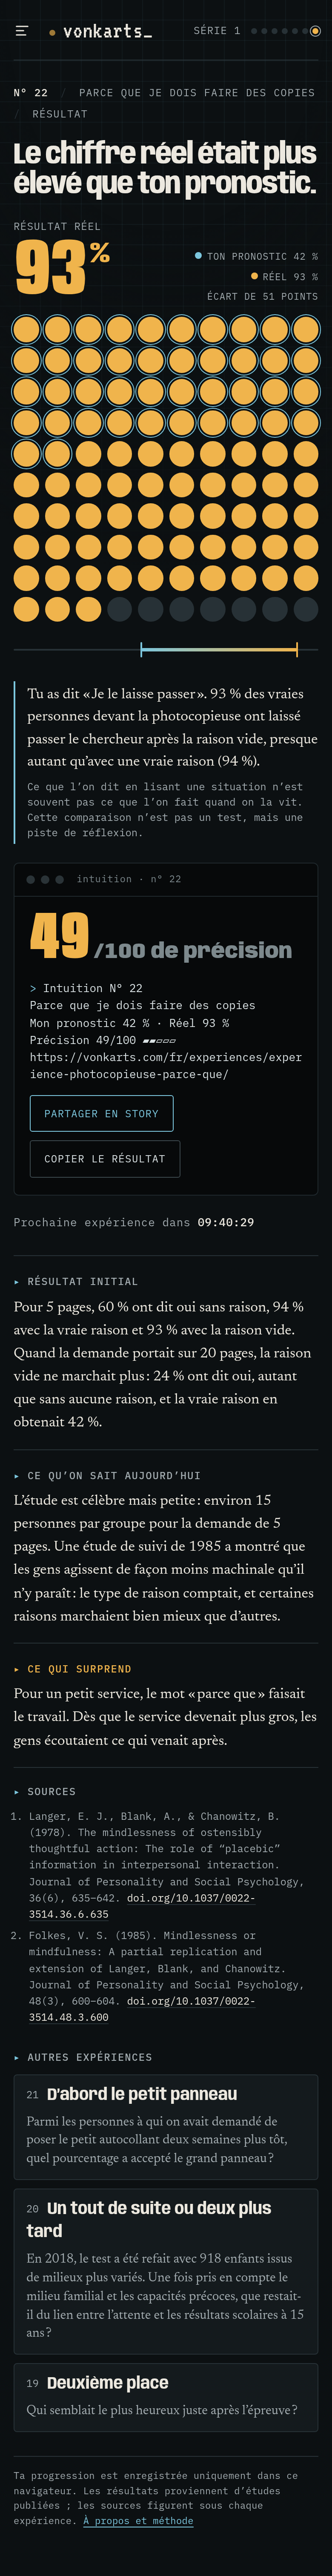 vonkarts_
SÉRIE 1
N° 22 / PARCE QUE JE DOIS FAIRE DES COPIES
/ RÉSULTAT
Le chiffre réel était plus
élevé que ton pronostic.
RÉSULTAT RÉEL
93%
TON PRONOSTIC 42 %
RÉEL 93 %
ÉCART DE 51 POINTS
Tu as dit « Je le laisse passer ». 93 % des vraies
personnes devant la photocopieuse ont laissé
passer le chercheur après la raison vide, presque
autant qu’avec une vraie raison (94 %).
Ce que l’on dit en lisant une situation n’est
souvent pas ce que l’on fait quand on la vit.
Cette comparaison n’est pas un test, mais une
piste de réflexion.
intuition · n° 22
49 /100 de précision
> Intuition N° 22
Parce que je dois faire des copies
Mon pronostic 42 % · Réel 93 %
Précision 49/100 ▰▰▱▱▱
https://vonkarts.com/fr/experiences/exper
ience-photocopieuse-parce-que/
PARTAGER EN STORY
COPIER LE RÉSULTAT
Prochaine expérience dans 09:40:29
▸ RÉSULTAT INITIAL
Pour 5 pages, 60 % ont dit oui sans raison, 94 %
avec la vraie raison et 93 % avec la raison vide.
Quand la demande portait sur 20 pages, la raison
vide ne marchait plus : 24 % ont dit oui, autant
que sans aucune raison, et la vraie raison en
obtenait 42 %.
▸ CE QU’ON SAIT AUJOURD’HUI
L’étude est célèbre mais petite : environ 15
personnes par groupe pour la demande de 5
pages. Une étude de suivi de 1985 a montré que
les gens agissent de façon moins machinale qu’il
n’y paraît : le type de raison comptait, et certaines
raisons marchaient bien mieux que d’autres.
▸ CE QUI SURPREND
Pour un petit service, le mot « parce que » faisait
le travail. Dès que le service devenait plus gros, les
gens écoutaient ce qui venait après.
▸ SOURCES
1. Langer, E. J., Blank, A., & Chanowitz, B.
(1978). The mindlessness of ostensibly
thoughtful action: The role of “placebic”
information in interpersonal interaction.
Journal of Personality and Social Psychology,
36(6), 635–642. doi.org/10.1037/0022-
3514.36.6.635
2. Folkes, V. S. (1985). Mindlessness or
mindfulness: A partial replication and
extension of Langer, Blank, and Chanowitz.
Journal of Personality and Social Psychology,
48(3), 600–604. doi.org/10.1037/0022-
3514.48.3.600
▸ AUTRES EXPÉRIENCES
21 D’abord le petit panneau
Parmi les personnes à qui on avait demandé de
poser le petit autocollant deux semaines plus tôt,
quel pourcentage a accepté le grand panneau ?
20 Un tout de suite ou deux plus
tard
En 2018, le test a été refait avec 918 enfants issus
de milieux plus variés. Une fois pris en compte le
milieu familial et les capacités précoces, que restait-
il du lien entre l’attente et les résultats scolaires à 15
ans ?
19 Deuxième place
Qui semblait le plus heureux juste après l’épreuve ?
Ta progression est enregistrée uniquement dans ce
navigateur. Les résultats proviennent d’études
publiées ; les sources figurent sous chaque
expérience. À propos et méthode